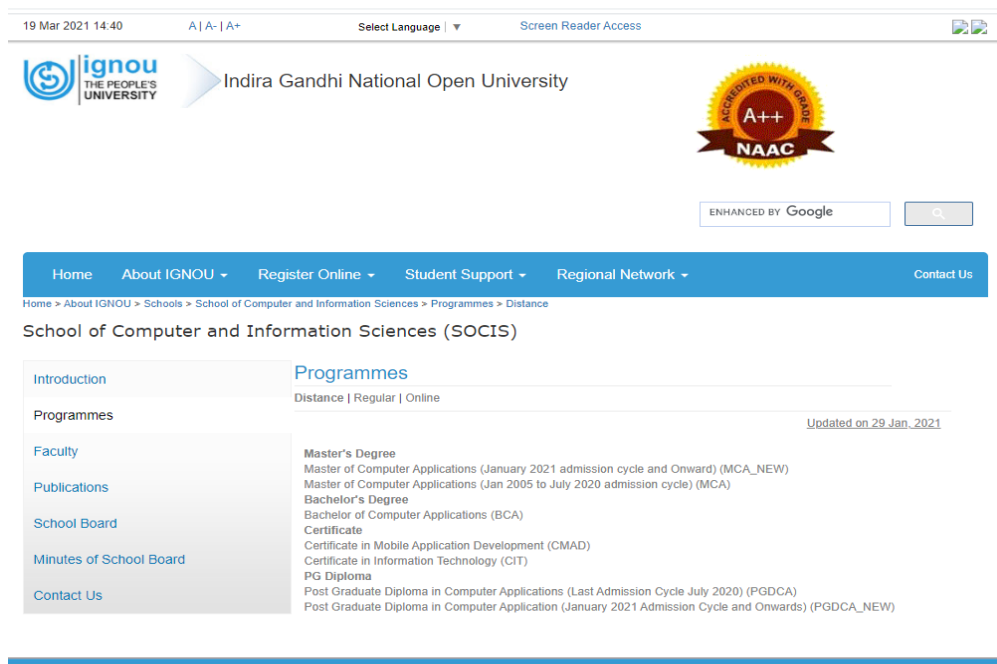 19 Mar 2021 14:40 A | A- | A+ Select Language | ▼ Screen Reader Access
ignou
THE PEOPLE'S
UNIVERSITY
Indira Gandhi National Open University
ACCREDITED WITH GRADE
A++
NAAC
ENHANCED BY Google
Home About IGNOU Register Online Student Support Regional Network Contact Us
Home > About IGNOU > Schools > School of Computer and Information Sciences > Programmes > Distance
School of Computer and Information Sciences (SOCIS)
Introduction
Programmes
Faculty
Publications
School Board
Minutes of School Board
Contact Us
Programmes
Distance | Regular | Online
Updated on 29 Jan, 2021
Master's Degree
Master of Computer Applications (January 2021 admission cycle and Onward) (MCA_NEW)
Master of Computer Applications (Jan 2005 to July 2020 admission cycle) (MCA)
Bachelor's Degree
Bachelor of Computer Applications (BCA)
Certificate
Certificate in Mobile Application Development (CMAD)
Certificate in Information Technology (CIT)
PG Diploma
Post Graduate Diploma in Computer Applications (Last Admission Cycle July 2020) (PGDCA)
Post Graduate Diploma in Computer Application (January 2021 Admission Cycle and Onwards) (PGDCA_NEW)